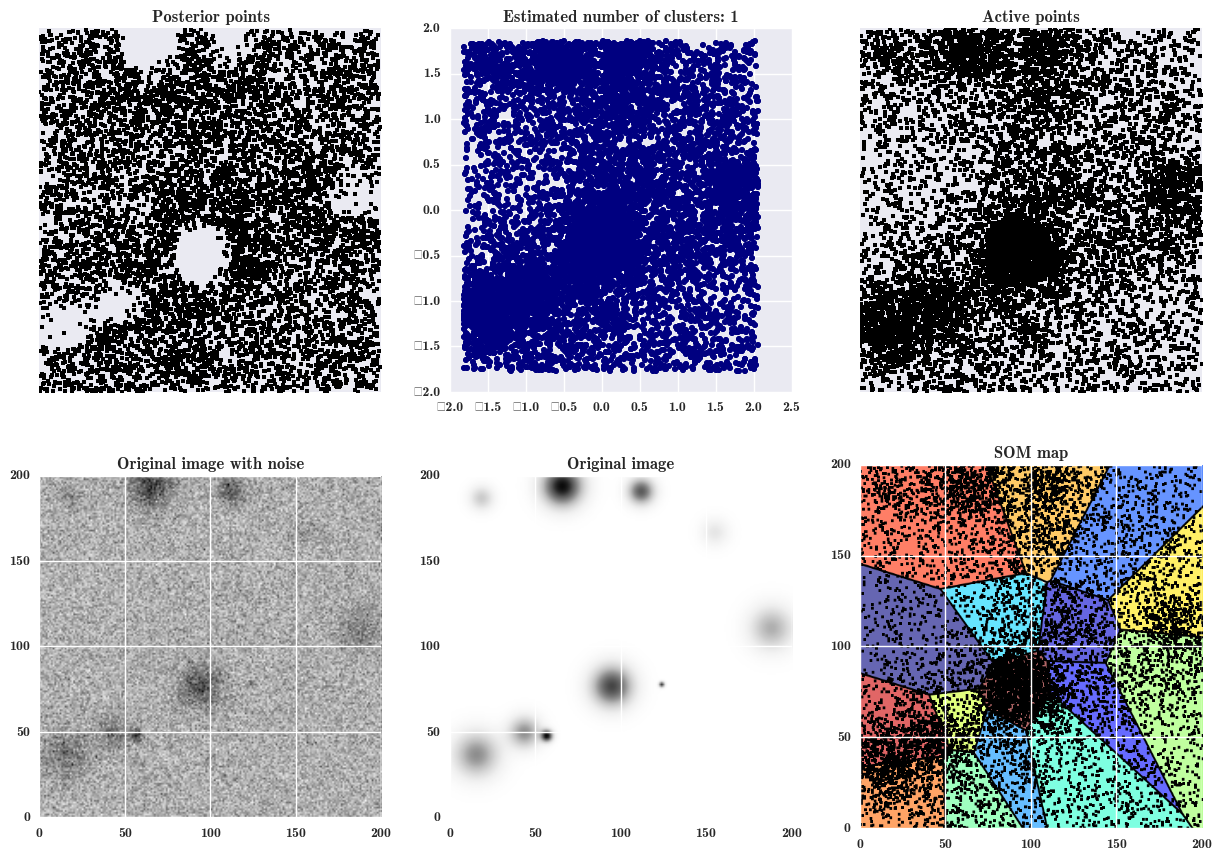 Posterior points
Estimated number of clusters: 1
Active points
2.0
1.5
1.0
0.5
0.0
□0.5
□1.0
□1.5
□2.0
□2.0 □1.5 □1.0 □0.5 0.0 0.5 1.0 1.5 2.0 2.5
Original image with noise
200
150
100
50
0
0 50 100 150 200
Original image
200
150
100
50
0
0 50 100 150 200
SOM map
200
150
100
50
0
0 50 100 150 200